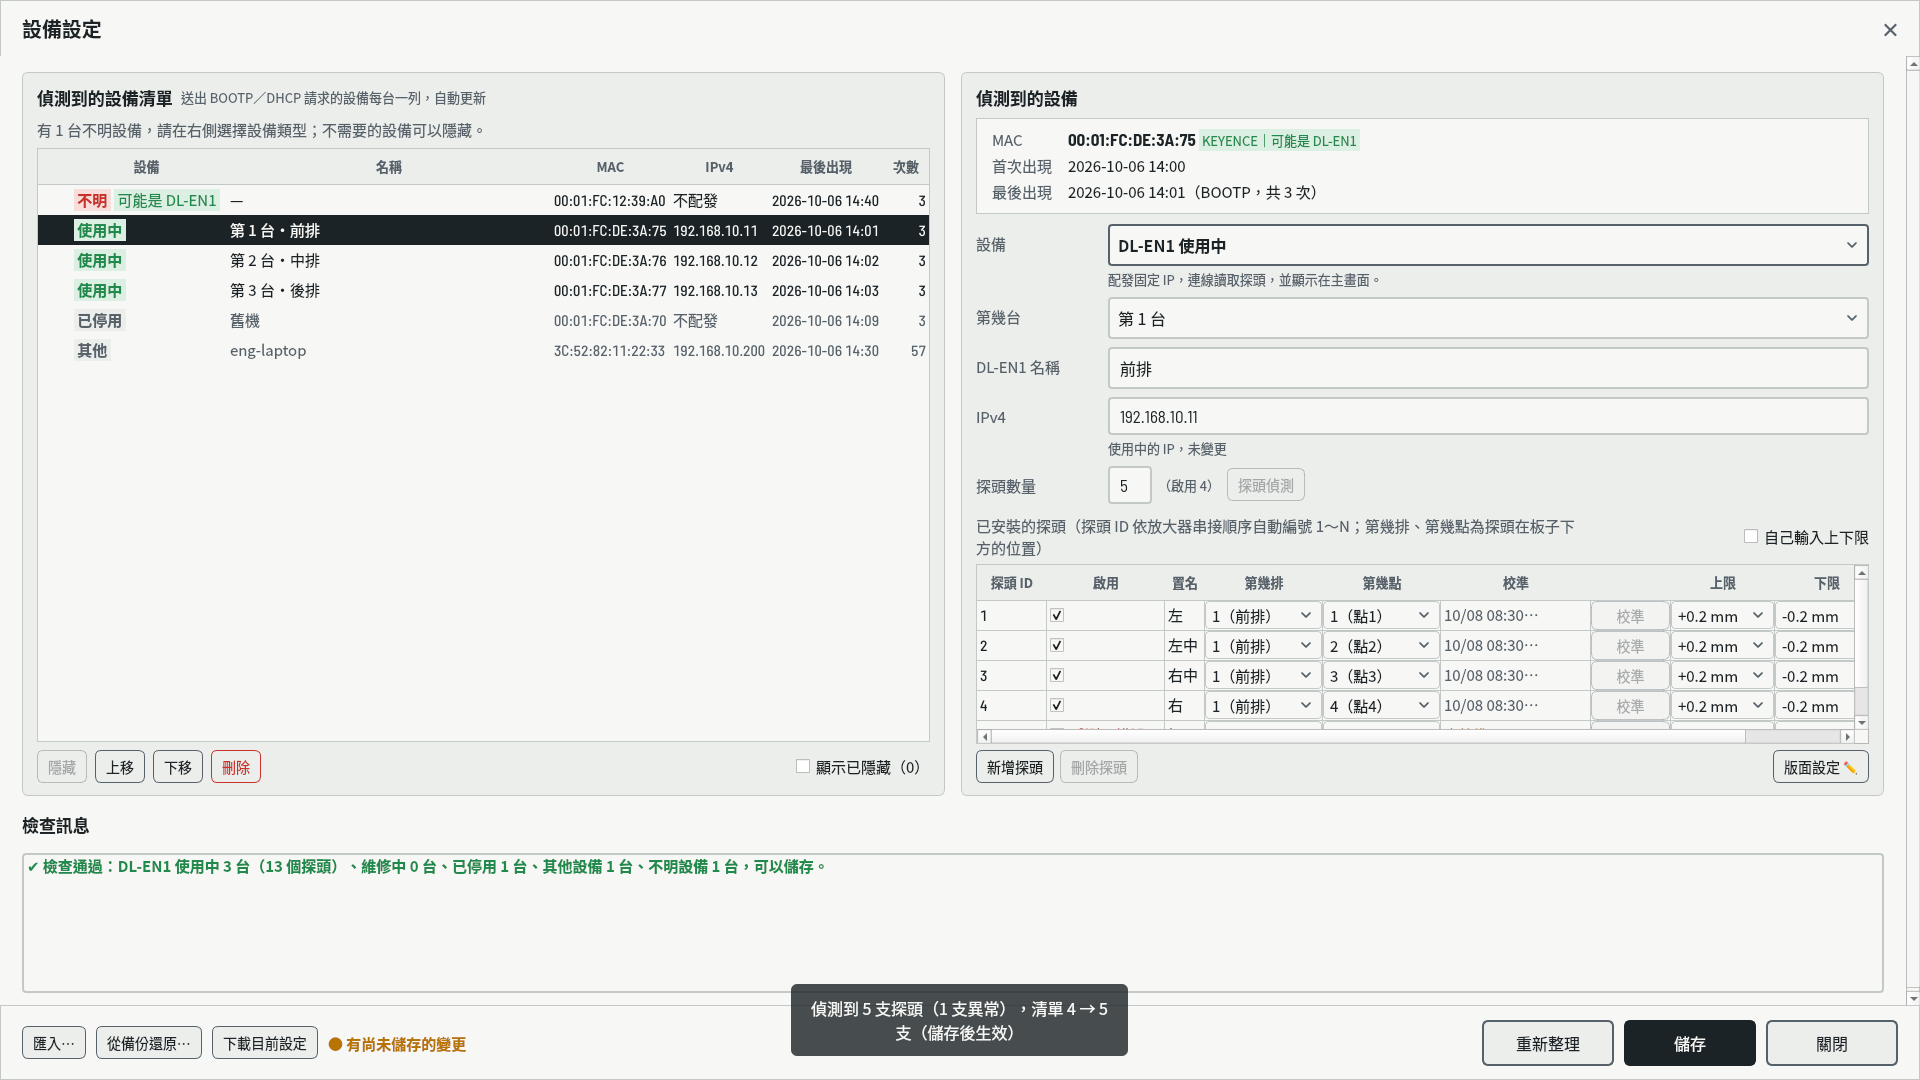 設備設定
偵測到的設備清單 送出 BOOTP／DHCP 請求的設備每台一列，自動更新
有 1 台不明設備，請在右側選擇設備類型；不需要的設備可以隱藏。
設備 名稱 MAC IPv4 最後出現 次數
不明 可能是 DL-EN1 — 00:01:FC:12:39:A0 不配發 2026-10-06 14:40 3
使用中 第 1 台・前排 00:01:FC:DE:3A:75 192.168.10.11 2026-10-06 14:01 3
使用中 第 2 台・中排 00:01:FC:DE:3A:76 192.168.10.12 2026-10-06 14:02 3
使用中 第 3 台・後排 00:01:FC:DE:3A:77 192.168.10.13 2026-10-06 14:03 3
已停用 舊機 00:01:FC:DE:3A:70 不配發 2026-10-06 14:09 3
其他 eng-laptop 3C:52:82:11:22:33 192.168.10.200 2026-10-06 14:30 57
隱藏 上移 下移 刪除 顯示已隱藏（0）
偵測到的設備
MAC 00:01:FC:DE:3A:75 KEYENCE｜可能是 DL-EN1
首次出現 2026-10-06 14:00
最後出現 2026-10-06 14:01（BOOTP，共 3 次）
設備 DL-EN1 使用中
配發固定 IP，連線讀取探頭，並顯示在主畫面。
第幾台 第 1 台
DL-EN1 名稱 前排
IPv4 192.168.10.11
使用中的 IP，未變更
探頭數量 5 （啟用 4） 探頭偵測
已安裝的探頭（探頭 ID 依放大器串接順序自動編號 1～N；第幾排、第幾點為探頭在板子下
方的位置）
自己輸入上下限
探頭 ID 啟用 置名 第幾排 第幾點 校準 上限 下限
1 左 1（前排） 1（點1） 10/08 08:30… 校準 +0.2 mm -0.2 mm
2 左中 1（前排） 2（點2） 10/08 08:30… 校準 +0.2 mm -0.2 mm
3 右中 1（前排） 3（點3） 10/08 08:30… 校準 +0.2 mm -0.2 mm
4 右 1（前排） 4（點4） 10/08 08:30… 校準 +0.2 mm -0.2 mm
新增探頭 刪除探頭 版面設定
檢查訊息
✓ 檢查通過：DL-EN1 使用中 3 台（13 個探頭）、維修中 0 台、已停用 1 台、其他設備 1 台、不明設備 1 台，可以儲存。
偵測到 5 支探頭（1 支異常），清單 4 → 5
支（儲存後生效）
匯入… 從備份還原… 下載目前設定 ● 有尚未儲存的變更 重新整理 儲存 關閉